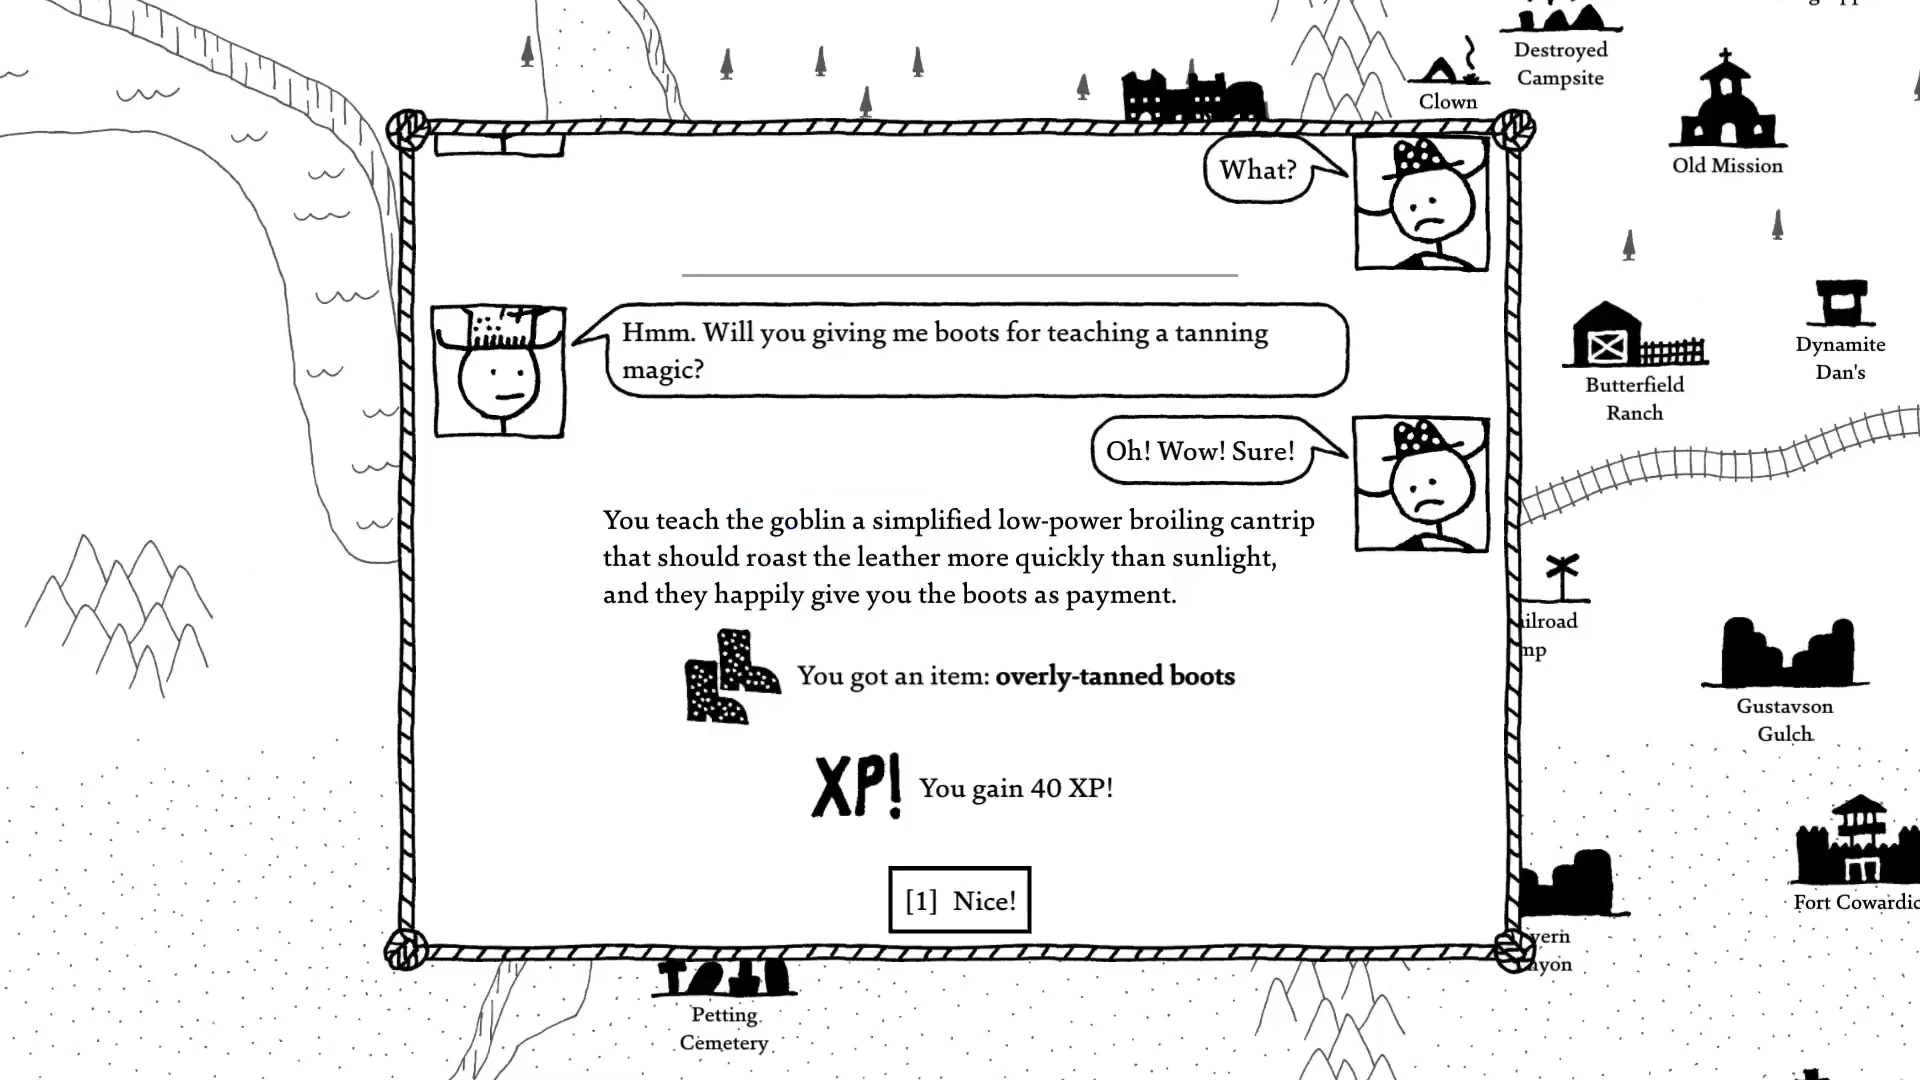 Destroyed
Campsite
Clown
Old Mission
What?
Hmm. Will you giving me boots for teaching a tanning
magic?
Dynamite
Dan's
Butterfield
Ranch
Oh! Wow! Sure!
You teach the goblin a simplified low-power broiling cantrip
that should roast the leather more quickly than sunlight,
and they happily give you the boots as payment.
ilroad
mp
You got an item: overly-tanned boots
Gustavson
Gulch
XP! You gain 40 XP!
[1] Nice!
Fort Cowardic
vern
nyon
Petting
Cemetery